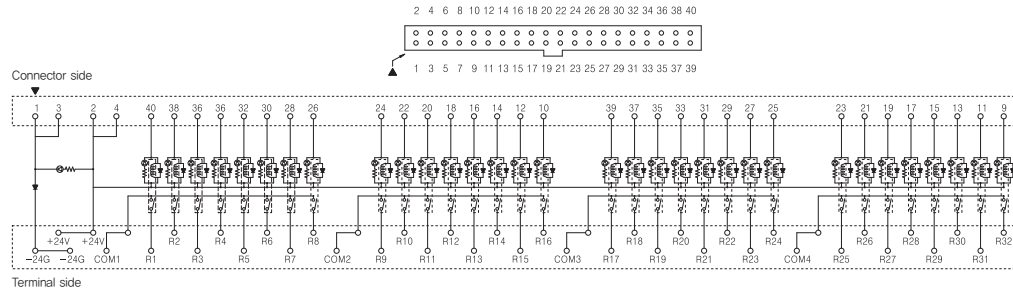 2 4 6 8 10 12 14 16 18 20 22 24 26 28 30 32 34 36 38 40
1 3 5 7 9 11 13 15 17 19 21 23 25 27 29 31 33 35 37 39
Connector side
1 3 2 4 40 38 36 36 32 30 28 26 24 22 20 18 16 14 12 10 39 37 35 33 31 29 27 25 23 21 19 17 15 13 11 9
+24V +24V R2 R4 R6 R8 R10 R12 R14 R16 R18 R20 R22 R24 R26 R28 R30 R32
−24G −24G COM1 R1 R3 R5 R7 COM2 R9 R11 R13 R15 COM3 R17 R19 R21 R23 COM4 R25 R27 R29 R31
Terminal side